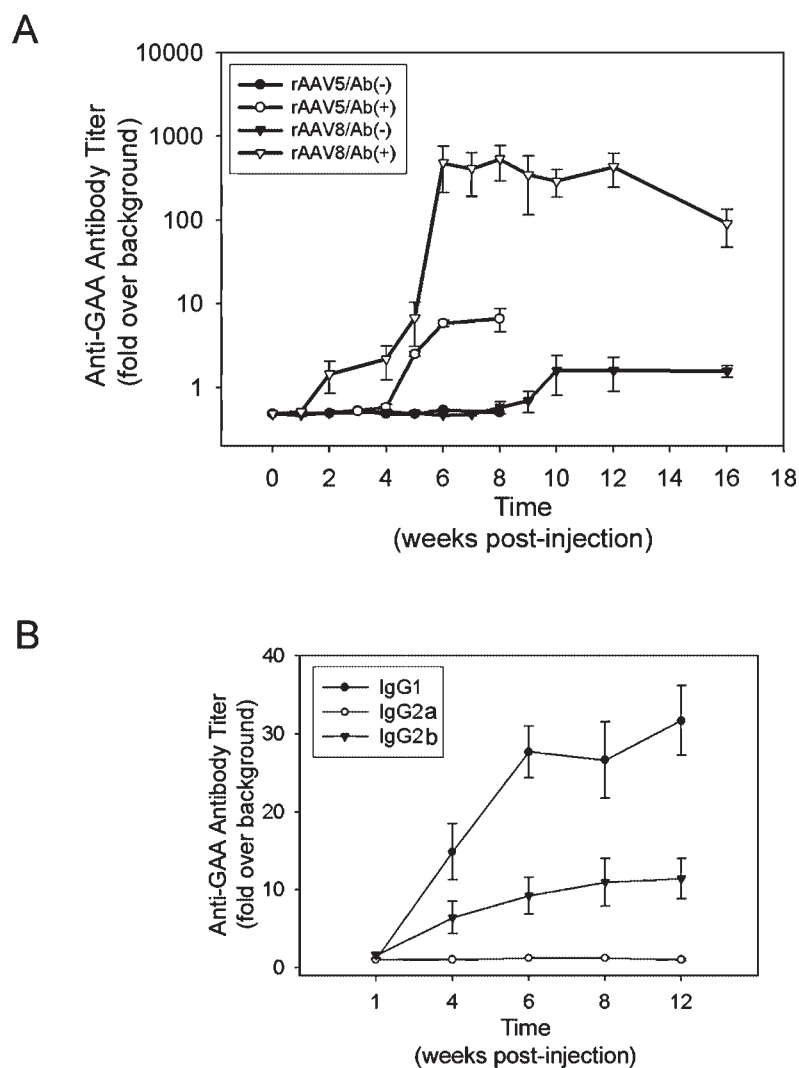 A
10000
1000
100
10
1
Anti-GAA Antibody Titer
(fold over background)
rAAV5/Ab(-)
rAAV5/Ab(+)
rAAV8/Ab(-)
rAAV8/Ab(+)
0 2 4 6 8 10 12 14 16 18
Time
(weeks post-injection)
B
40
30
20
10
0
Anti-GAA Antibody Titer
(fold over background)
IgG1
IgG2a
IgG2b
1 4 6 8 12
Time
(weeks post-injection)